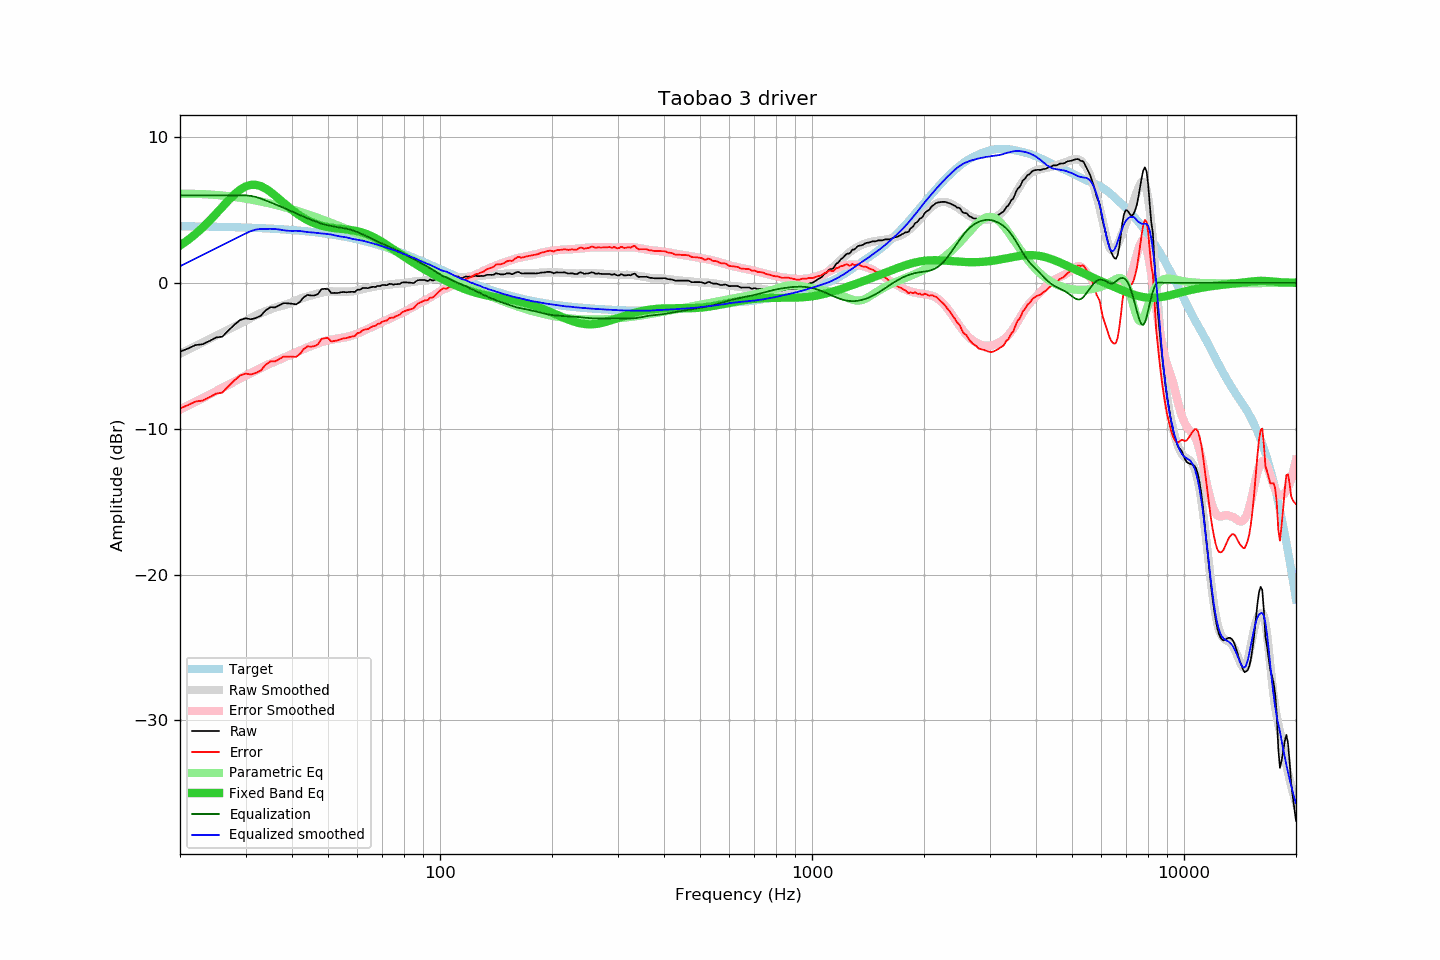 Taobao 3 driver
10
0
−10
−20
−30
Amplitude (dBr)
Target
Raw Smoothed
Error Smoothed
Raw
Error
Parametric Eq
Fixed Band Eq
Equalization
Equalized smoothed
100
1000
10000
Frequency (Hz)